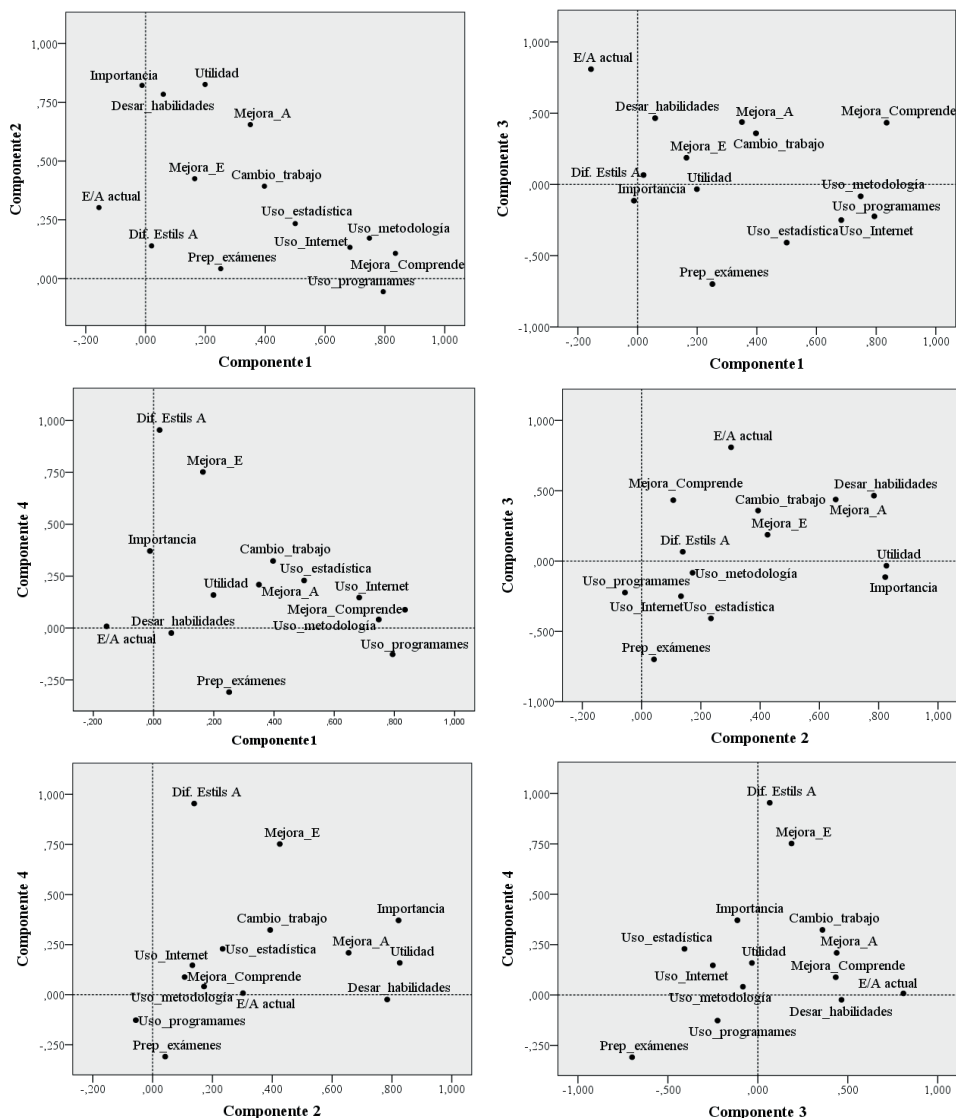 1,000
,750
,500
,250
,000
Componente2
Importancia
Utilidad
Desar_habilidades
Mejora_A
Mejora_E
Cambio_trabajo
E/A actual
Uso_estadística
Dif. Estils A
Uso_metodología
Uso_Internet
Prep_exámenes
Mejora_Comprende
Uso_programames
-,200 ,000 ,200 ,400 ,600 ,800 1,000
Componente1
1,000
,500
,000
-,500
-1,000
Componente 3
E/A actual
Desar_habilidades
Mejora_A
Mejora_Comprende
Cambio_trabajo
Mejora_E
Dif. Estils A
Utilidad
Importancia
Uso_metodología
Uso_programames
Uso_estadística
Uso_Internet
Prep_exámenes
-,200 ,000 ,200 ,400 ,600 ,800 1,000
Componente1
1,000
,750
,500
,250
,000
-,250
Componente 4
Dif. Estils A
Mejora_E
Importancia
Cambio_trabajo
Uso_estadística
Utilidad
Mejora_A
Uso_Internet
Mejora_Comprende
Desar_habilidades
Uso_metodología
E/A actual
Uso_programames
Prep_exámenes
-,200 ,000 ,200 ,400 ,600 ,800 1,000
Componente1
1,000
,500
,000
-,500
-1,000
Componente 3
E/A actual
Mejora_Comprende
Desar_habilidades
Cambio_trabajo
Mejora_A
Mejora_E
Dif. Estils A
Utilidad
Uso_metodología
Importancia
Uso_programames
Uso_Internet
Uso_estadística
Prep_exámenes
-,200 ,000 ,200 ,400 ,600 ,800 1,000
Componente 2
1,000
,750
,500
,250
,000
-,250
Componente 4
Dif. Estils A
Mejora_E
Importancia
Cambio_trabajo
Uso_estadística
Mejora_A
Uso_Internet
Utilidad
Mejora_Comprende
Desar_habilidades
Uso_metodología
E/A actual
Uso_programames
Prep_exámenes
-,200 ,000 ,200 ,400 ,600 ,800 1,000
Componente 2
1,000
,750
,500
,250
,000
-,250
Componente 4
Dif. Estils A
Mejora_E
Importancia
Cambio_trabajo
Uso_estadística
Mejora_A
Utilidad
Mejora_Comprende
Uso_Internet
E/A actual
Uso_metodología
Desar_habilidades
Uso_programames
Prep_exámenes
-1,000 -,500 ,000 ,500 1,000
Componente 3